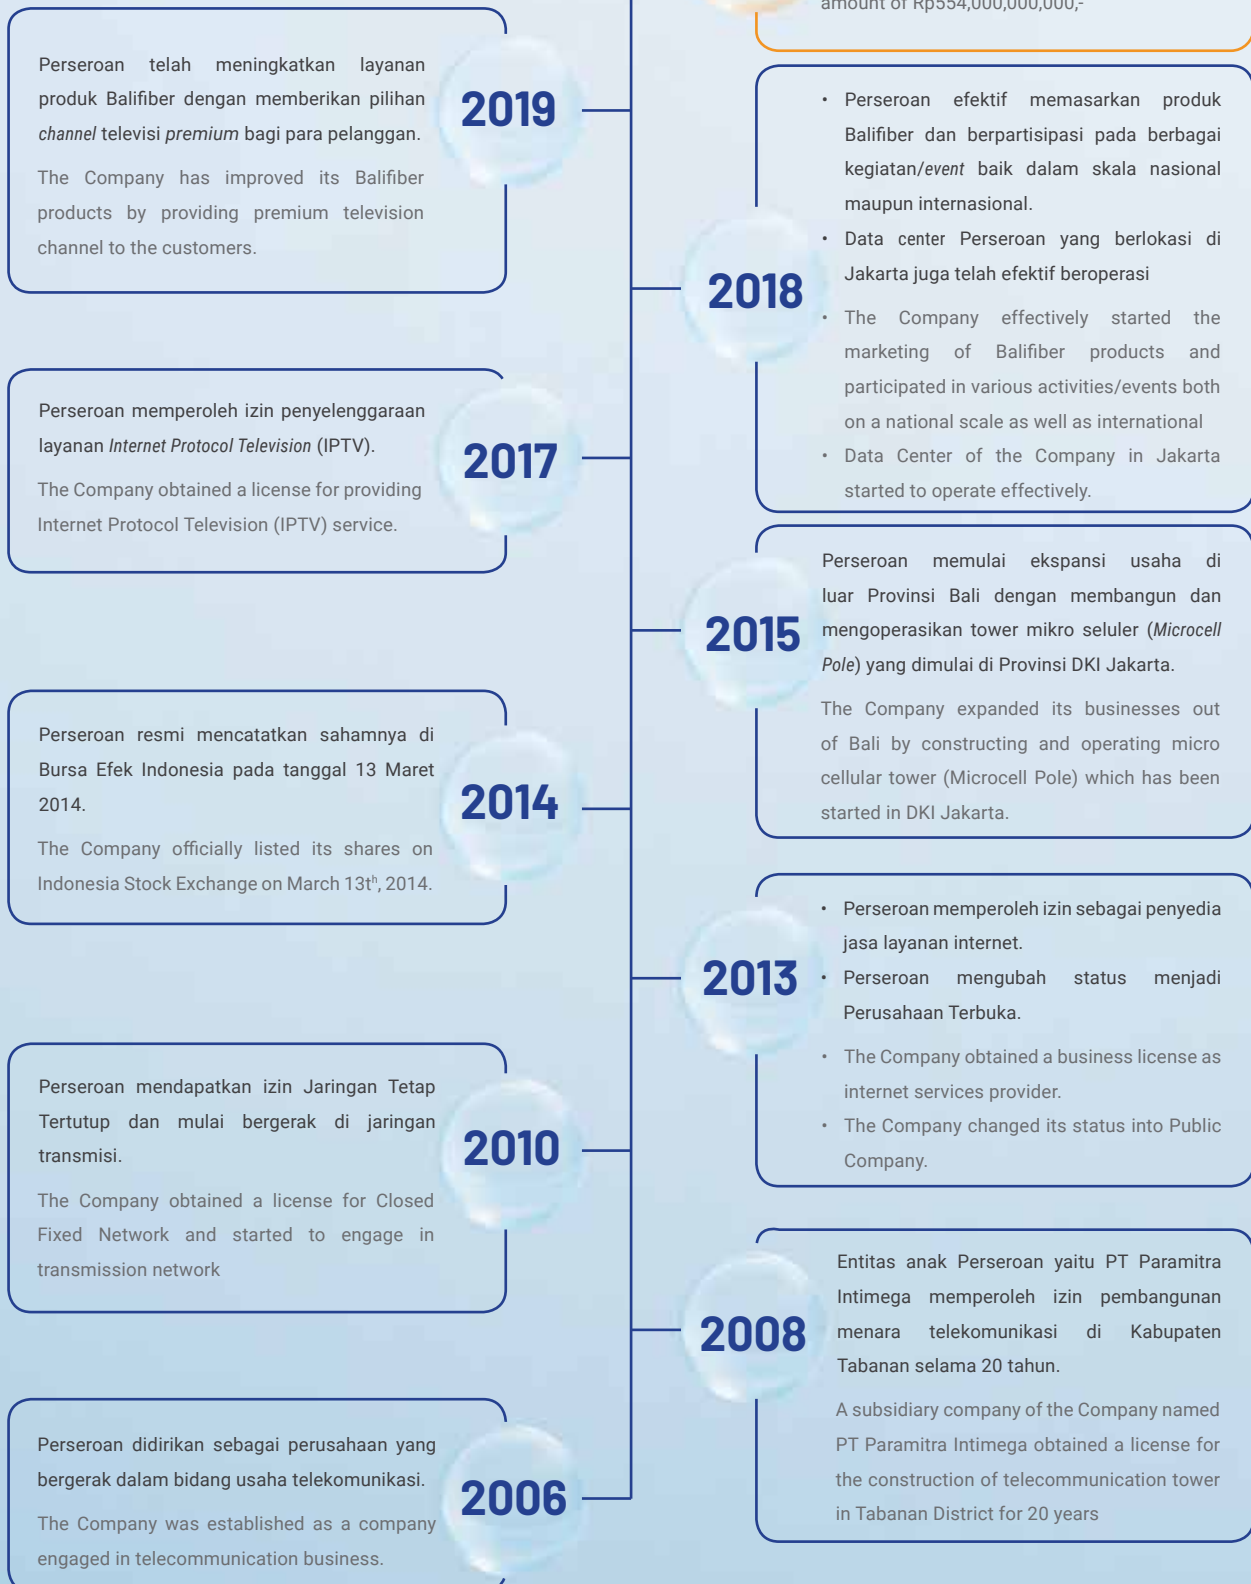 amount of Rp554,000,000,000,-
Perseroan telah meningkatkan layanan
produk Balifiber dengan memberikan pilihan
channel televisi premium bagi para pelanggan.
The Company has improved its Balifiber
products by providing premium television
channel to the customers.
2019
• Perseroan efektif memasarkan produk
Balifiber dan berpartisipasi pada berbagai
kegiatan/event baik dalam skala nasional
maupun internasional.
• Data center Perseroan yang berlokasi di
Jakarta juga telah efektif beroperasi
• The Company effectively started the
marketing of Balifiber products and
participated in various activities/events both
on a national scale as well as international
• Data Center of the Company in Jakarta
started to operate effectively.
2018
Perseroan memperoleh izin penyelenggaraan
layanan Internet Protocol Television (IPTV).
The Company obtained a license for providing
Internet Protocol Television (IPTV) service.
2017
Perseroan memulai ekspansi usaha di
luar Provinsi Bali dengan membangun dan
mengoperasikan tower mikro seluler (Microcell
Pole) yang dimulai di Provinsi DKI Jakarta.
The Company expanded its businesses out
of Bali by constructing and operating micro
cellular tower (Microcell Pole) which has been
started in DKI Jakarta.
2015
Perseroan resmi mencatatkan sahamnya di
Bursa Efek Indonesia pada tanggal 13 Maret
2014.
The Company officially listed its shares on
Indonesia Stock Exchange on March 13tʰ, 2014.
2014
• Perseroan memperoleh izin sebagai penyedia
jasa layanan internet.
• Perseroan mengubah status menjadi
Perusahaan Terbuka.
• The Company obtained a business license as
internet services provider.
• The Company changed its status into Public
Company.
2013
Perseroan mendapatkan izin Jaringan Tetap
Tertutup dan mulai bergerak di jaringan
transmisi.
The Company obtained a license for Closed
Fixed Network and started to engage in
transmission network
2010
Entitas anak Perseroan yaitu PT Paramitra
Intimega memperoleh izin pembangunan
menara telekomunikasi di Kabupaten
Tabanan selama 20 tahun.
A subsidiary company of the Company named
PT Paramitra Intimega obtained a license for
the construction of telecommunication tower
in Tabanan District for 20 years
2008
Perseroan didirikan sebagai perusahaan yang
bergerak dalam bidang usaha telekomunikasi.
The Company was established as a company
engaged in telecommunication business.
2006